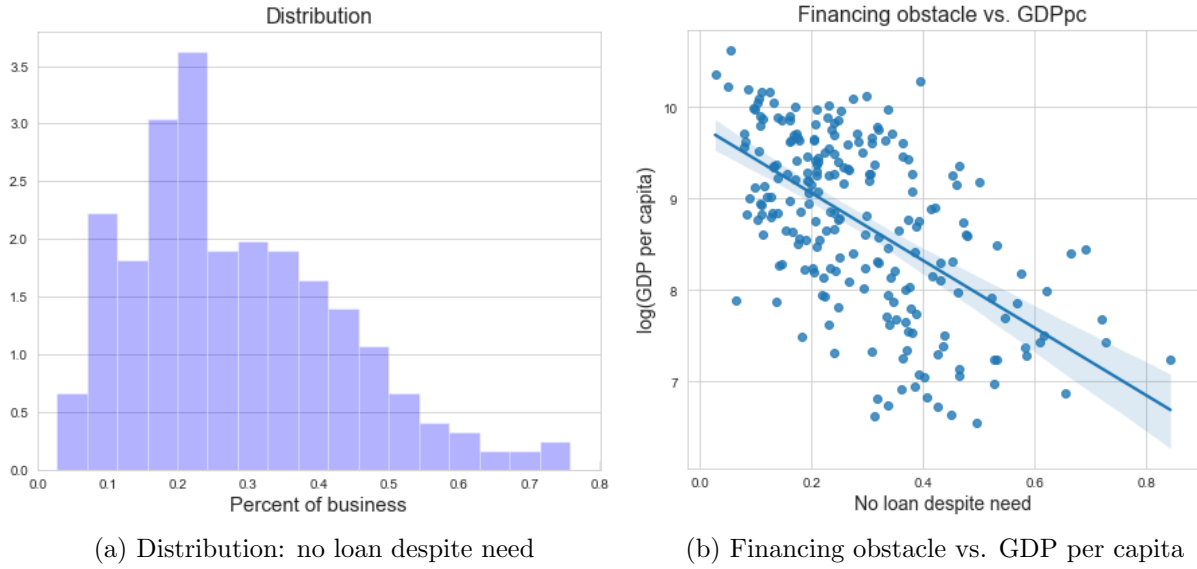 Distribution
3.5
3.0
2.5
2.0
1.5
1.0
0.5
0.0
0.0 0.1 0.2 0.3 0.4 0.5 0.6 0.7 0.8
Percent of business
(a) Distribution: no loan despite need
Financing obstacle vs. GDPpc
log(GDP per capita)
10
9
8
7
0.0 0.2 0.4 0.6 0.8
No loan despite need
(b) Financing obstacle vs. GDP per capita